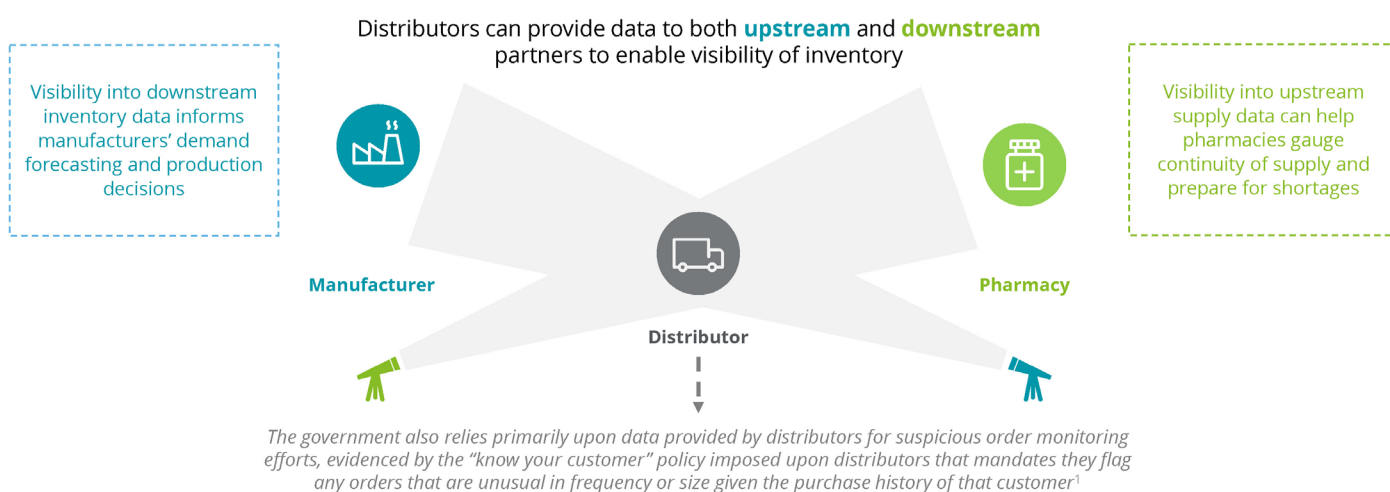 Distributors can provide data to both upstream and downstream
partners to enable visibility of inventory
Visibility into downstream
inventory data informs
manufacturers’ demand
forecasting and production
decisions
Visibility into upstream
supply data can help
pharmacies gauge
continuity of supply and
prepare for shortages
Manufacturer
Pharmacy
Distributor
The government also relies primarily upon data provided by distributors for suspicious order monitoring
efforts, evidenced by the “know your customer” policy imposed upon distributors that mandates they flag
any orders that are unusual in frequency or size given the purchase history of that customer¹